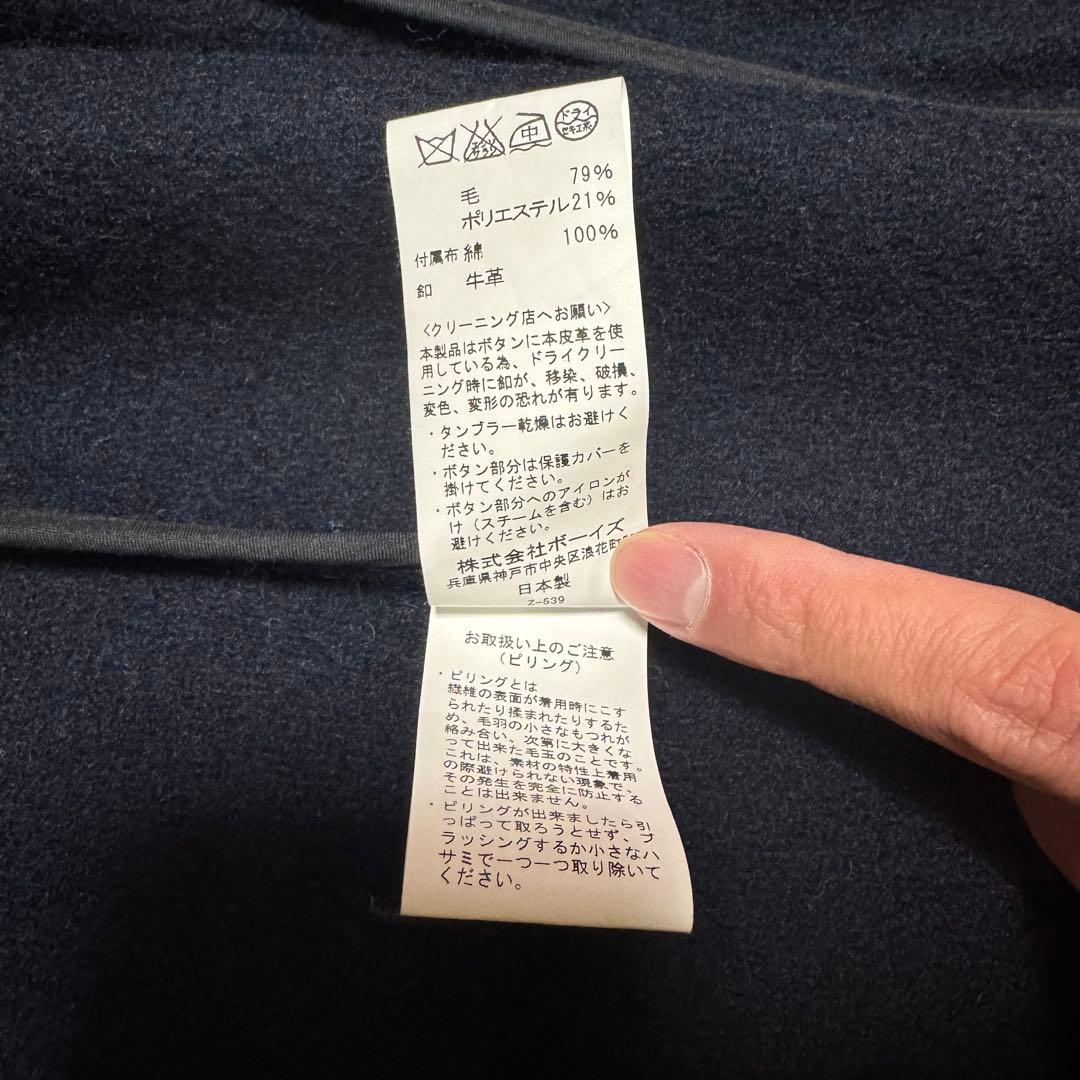 中
ドライ
セキユ系
毛 79%
ポリエステル21%
付属布 綿 100%
釦 牛革
〈クリーニング店へお願い〉
本製品はボタンに本皮革を使
用している為、ドライクリー
ニング時に釦が、移染、破損、
変色、変形の恐れが有ります。
・タンブラー乾燥はお避けく
ださい。
・ボタン部分は保護カバーを
掛けてください。
・ボタン部分へのアイロンが
け（スチームを含む）はお
避けください。
株式会社ボーイズ
兵庫県神戸市中央区浪花町
日本製
Z-539
お取扱い上のご注意
（ピリング）
・ピリングとは
繊維の表面が着用時にこす
られたり揉まれたりするた
め、毛羽の小さなもつれが
絡み合い、次第に大きくな
って出来た毛玉のことです。
これは、素材の特性上着用
の際避けられない現象で、
その発生を完全に防止する
ことは出来ません。
・ピリングが出来ましたら引
っぱって取ろうとせず、ブ
ラッシングするか小さなハ
サミで一つ一つ取り除いて
ください。